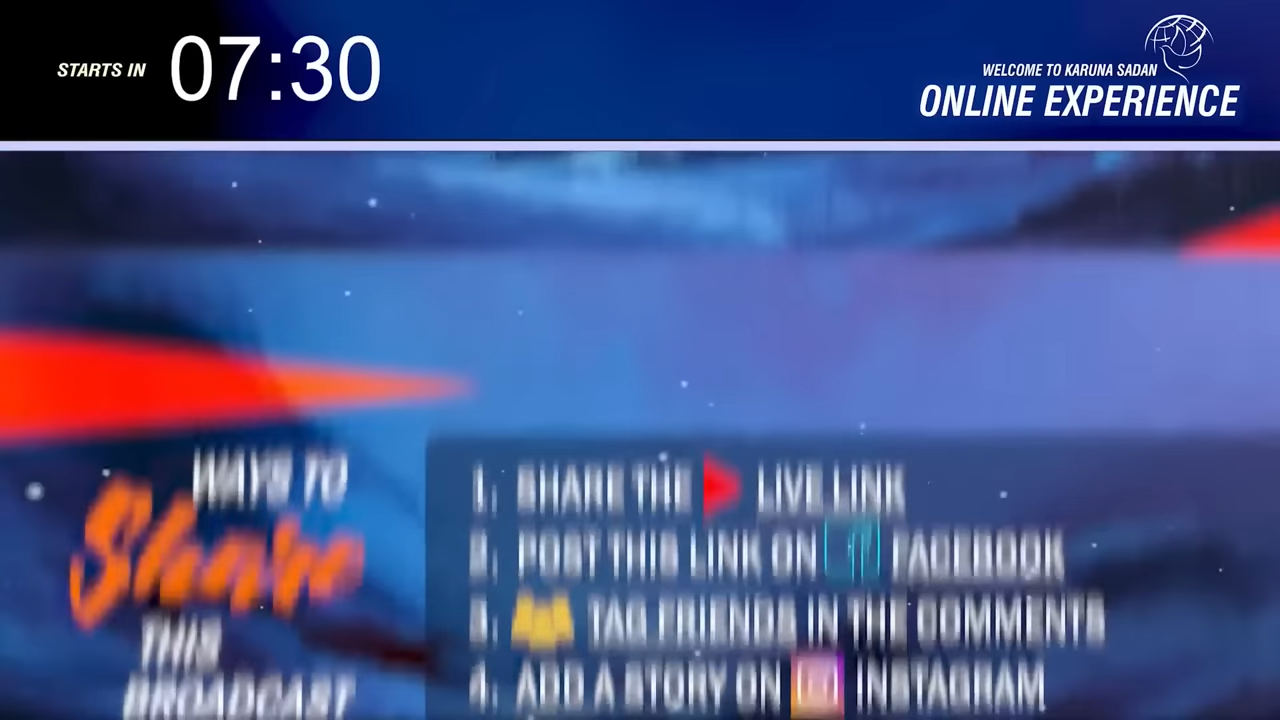 STARTS IN 07:30
WELCOME TO KARUNA SADAN
ONLINE EXPERIENCE
WAYS TO
Share
THIS
BROADCAST
1. SHARE THE LIVE LINK
2. POST THIS LINK ON FACEBOOK
3. TAG FRIENDS IN THE COMMENTS
4. ADD A STORY ON INSTAGRAM